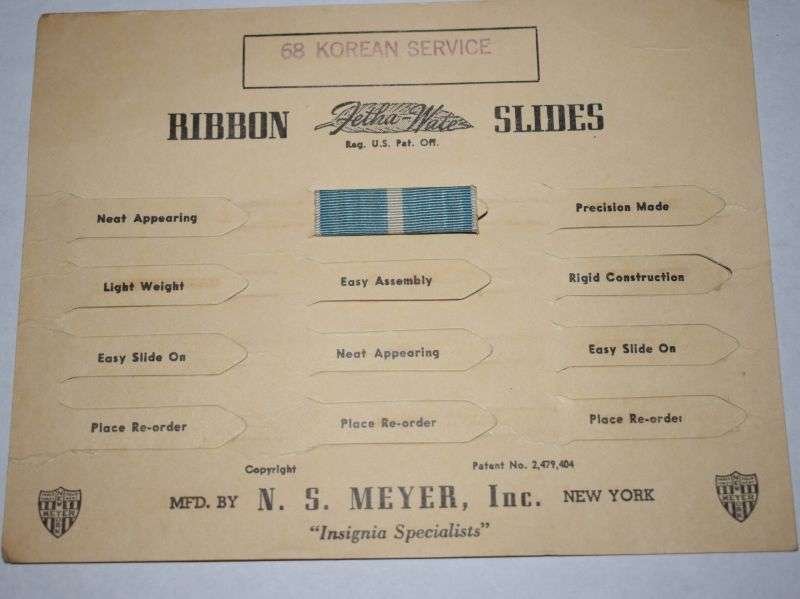 68 KOREAN SERVICE
RIBBON Fetha-Wate SLIDES
Reg. U.S. Pat. Off.
Neat Appearing Precision Made
Light Weight Easy Assembly Rigid Construction
Easy Slide On Neat Appearing Easy Slide On
Place Re-order Place Re-order Place Re-order
Copyright Patent No. 2,479,404
MFD. BY N. S. MEYER, Inc. NEW YORK
"Insignia Specialists"
MEYER MEYER